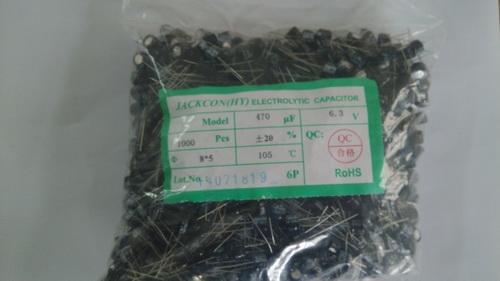 JACKCON(HY) ELECTROLYTIC CAPACITOR
Model 470 μF 6.3 V
1000 Pcs ±20 % QC: QC
合格
Φ 8*5 105 ℃
Lot.No. 14021819 6P RoHS